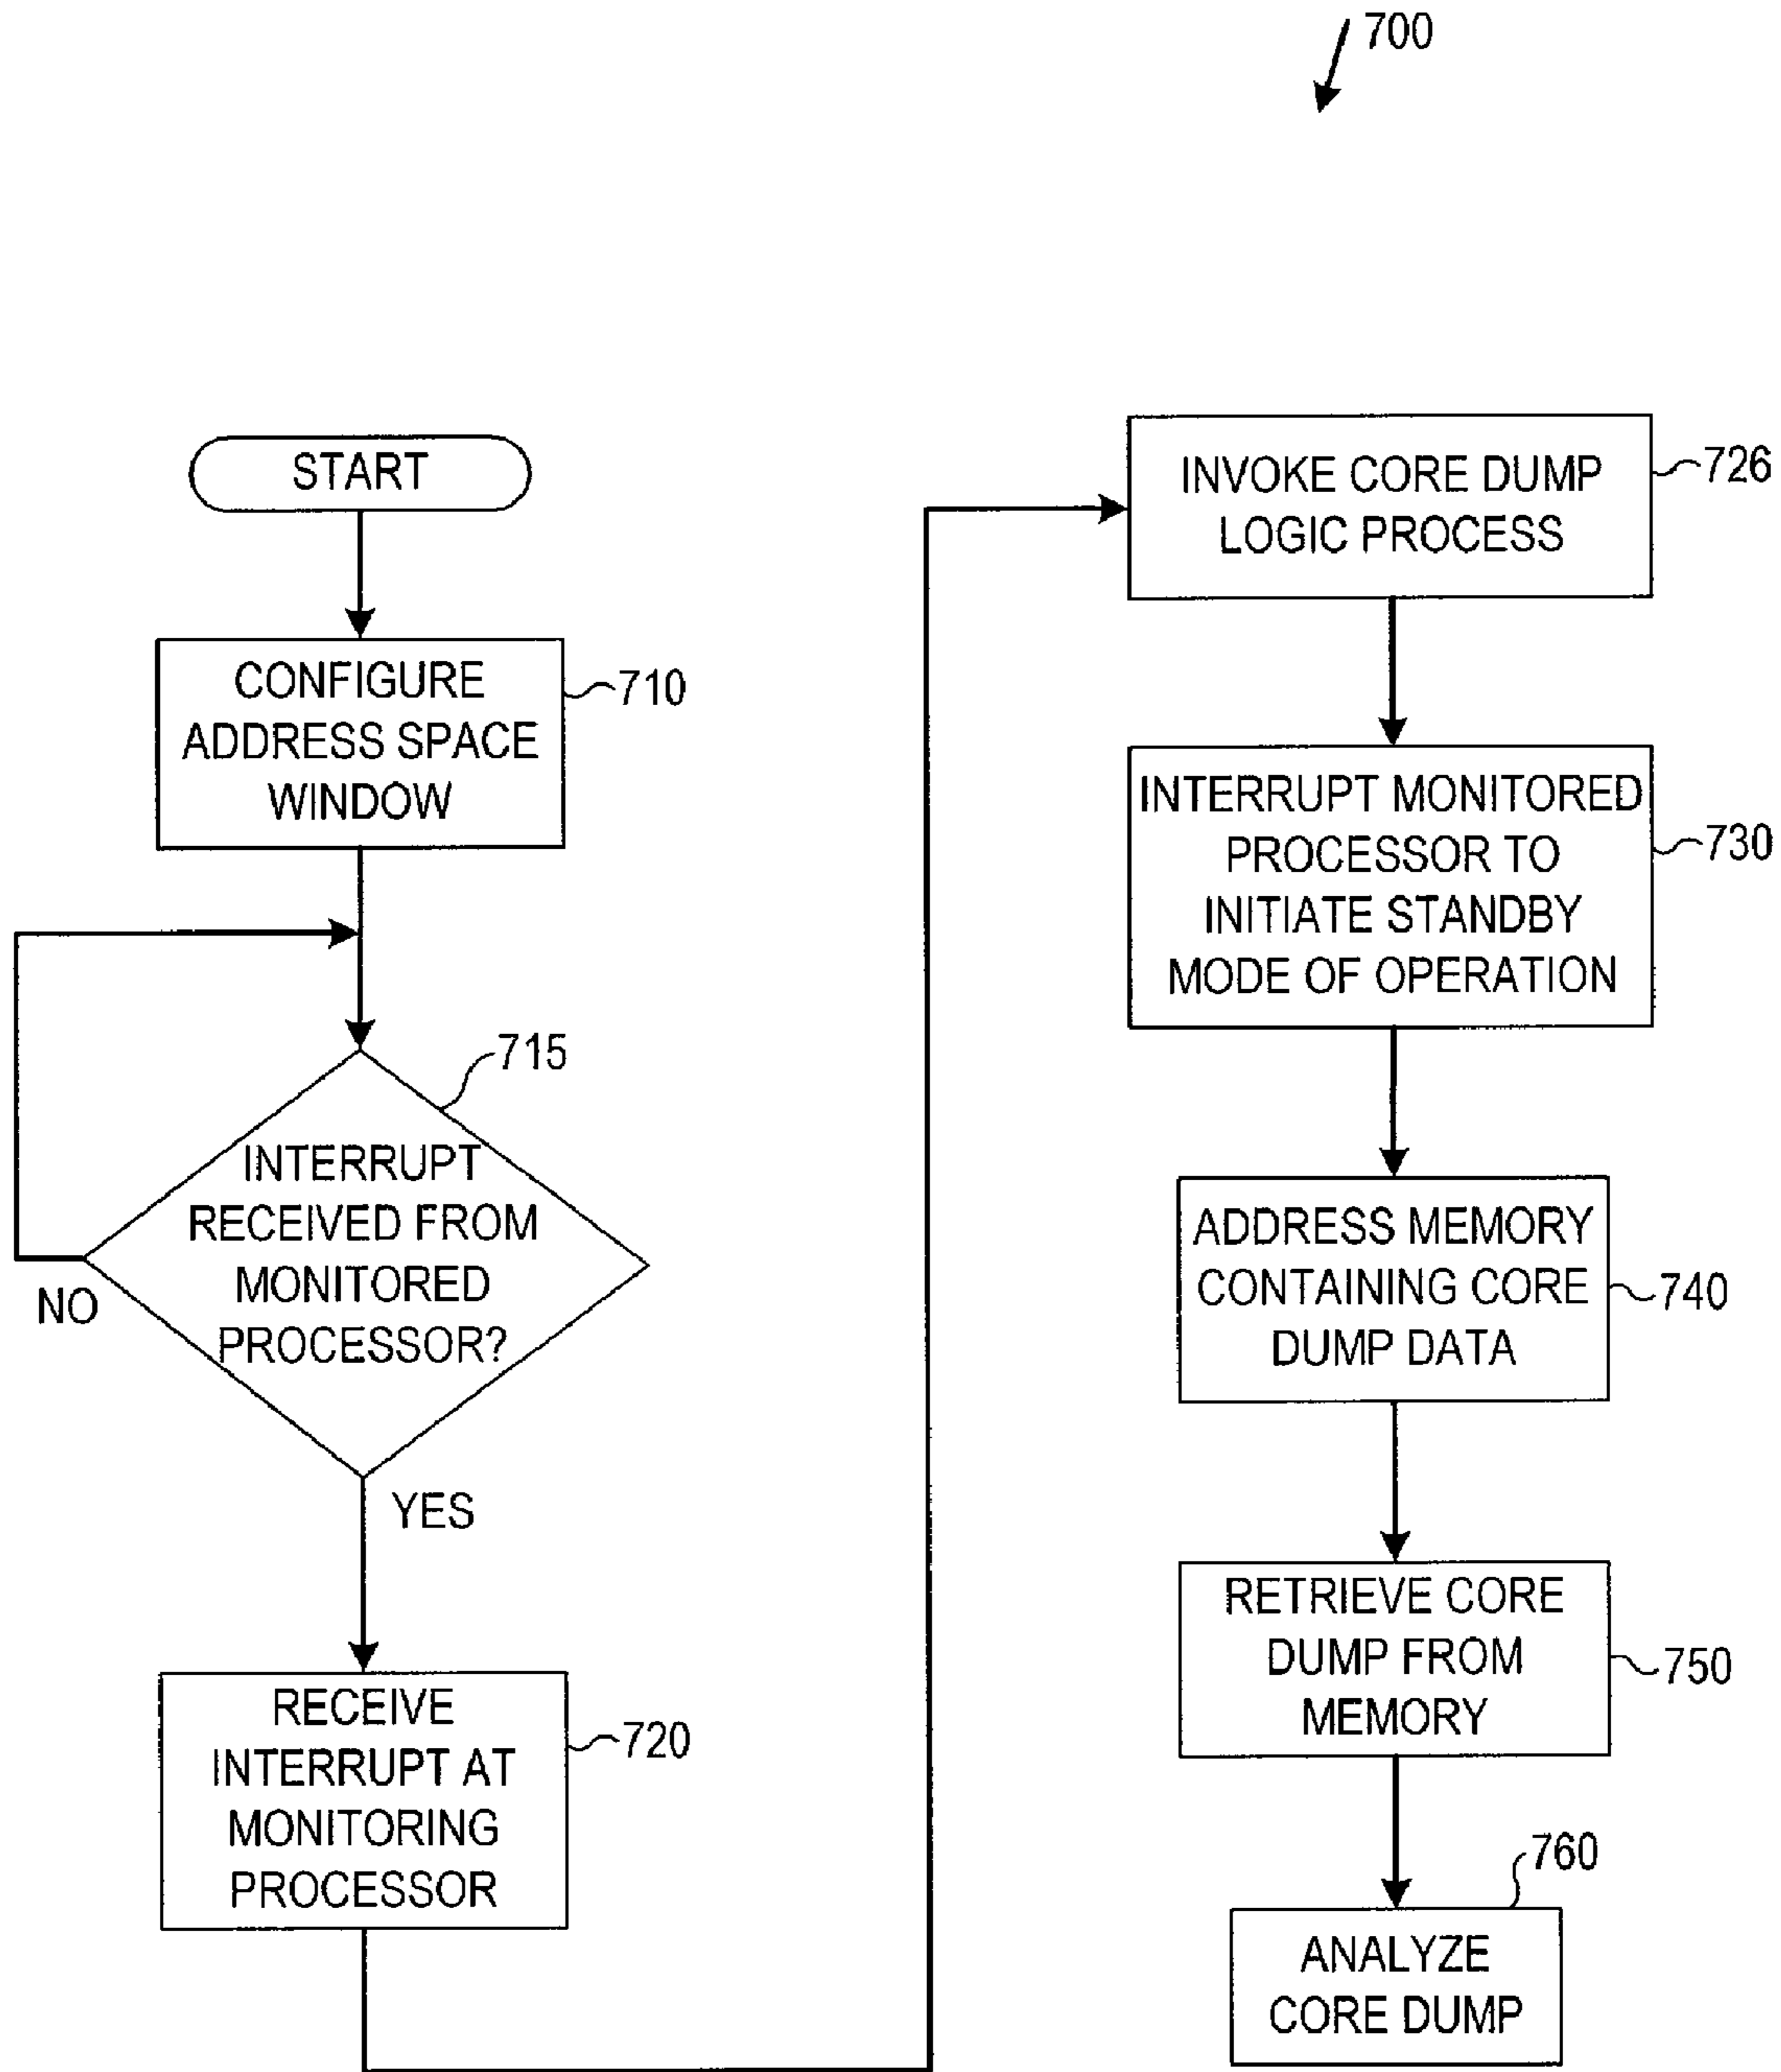 700
START
CONFIGURE
ADDRESS SPACE
WINDOW
710
715
INTERRUPT
RECEIVED FROM
MONITORED
PROCESSOR?
NO
YES
RECEIVE
INTERRUPT AT
MONITORING
PROCESSOR
720
INVOKE CORE DUMP
LOGIC PROCESS
726
INTERRUPT MONITORED
PROCESSOR TO
INITIATE STANDBY
MODE OF OPERATION
730
ADDRESS MEMORY
CONTAINING CORE
DUMP DATA
740
RETRIEVE CORE
DUMP FROM
MEMORY
750
760
ANALYZE
CORE DUMP